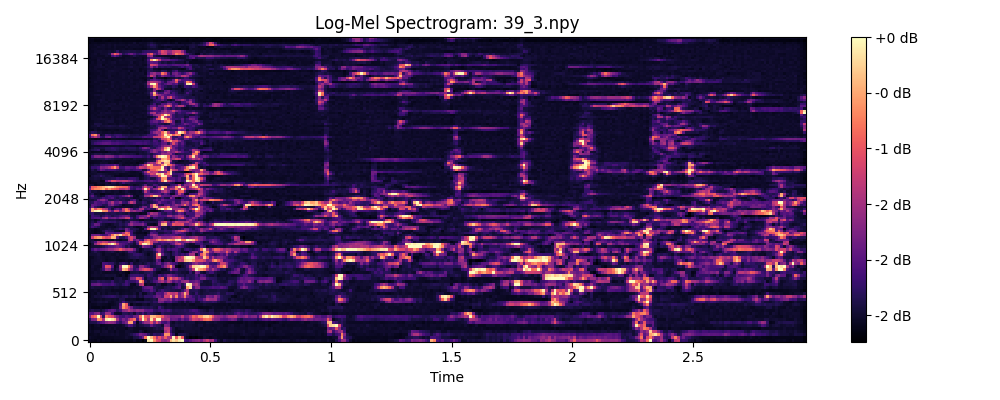 Log-Mel Spectrogram: 39_3.npy
Hz
16384
8192
4096
2048
1024
512
0
0
0.5
1
1.5
2
2.5
Time
+0 dB
-0 dB
-1 dB
-2 dB
-2 dB
-2 dB